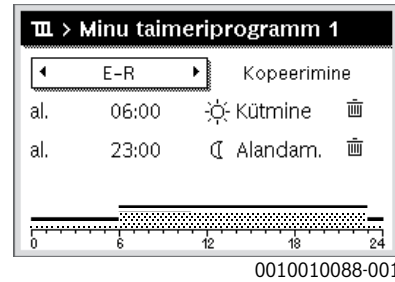 > Minu taimeriprogramm 1
E-R Kopeerimine
al. 06:00 Kütmine
al. 23:00 Alandam.
0 6 12 18 24
0010010088-001